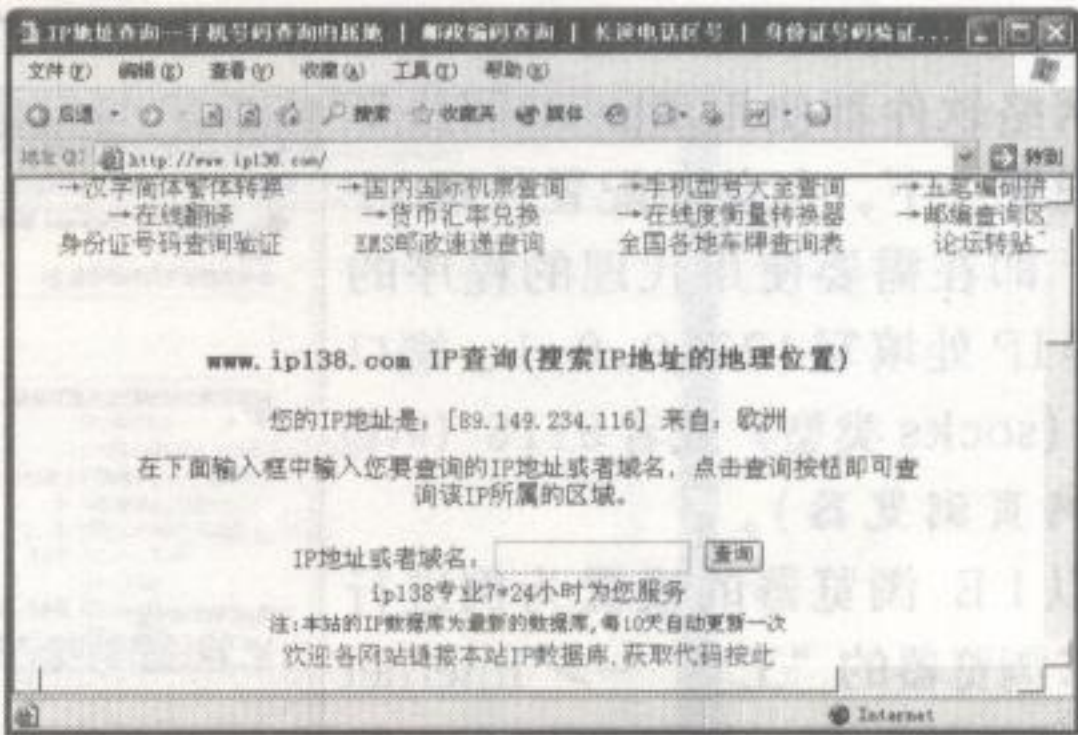 IP地址查询--手机号码查询归属地 | 邮政编码查询 | 长途电话区号 | 身份证号码验证...
文件(F) 编辑(E) 查看(V) 收藏(A) 工具(T) 帮助(H)
后退 搜索 收藏夹 媒体
地址(D) http://www.ip138.com/ 转到
→汉字简体繁体转换 →国内国际机票查询 →手机型号大全查询 →五笔编码拼
→在线翻译 →货币汇率兑换 →在线度衡量转换器 →邮编查询区
身份证号码查询验证 EMS邮政速递查询 全国各地车牌查询表 论坛转贴
www.ip138.com IP查询(搜索IP地址的地理位置)
您的IP地址是：[89.149.234.116] 来自：欧洲
在下面输入框中输入您要查询的IP地址或者域名，点击查询按钮即可查
询该IP所属的区域。
IP地址或者域名： 查询
ip138专业7*24小时为您服务
注:本站的IP数据库为最新的数据库,每10天自动更新一次
欢迎各网站链接本站IP数据库,获取代码按此
Internet